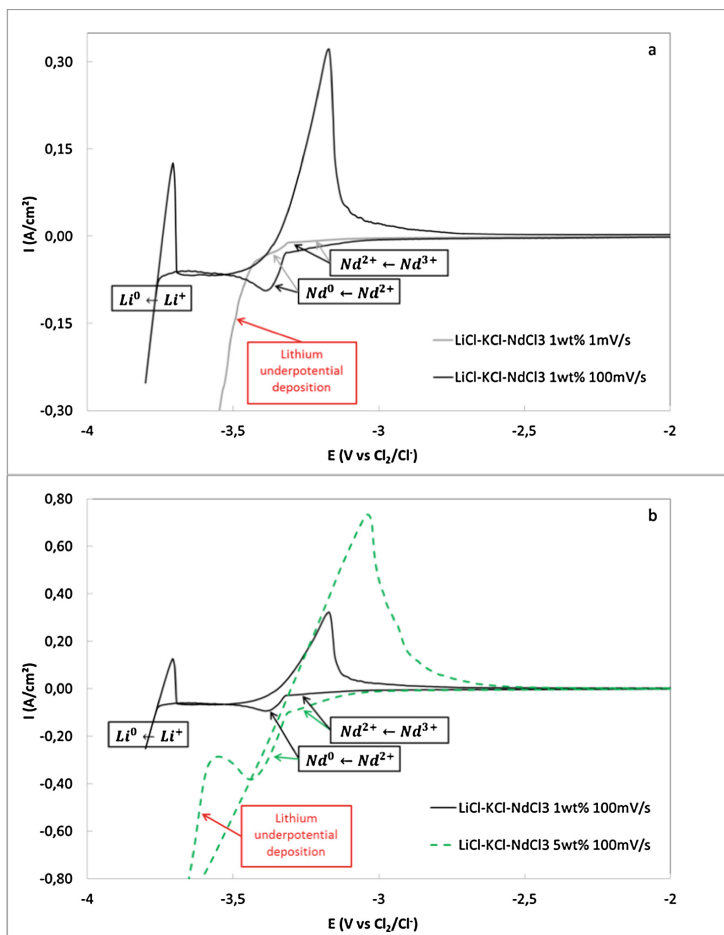 a
0,30
0,15
0,00
-0,15
-0,30
I (A/cm²)
Nd²⁺ ← Nd³⁺
Li⁰ ← Li⁺
Nd⁰ ← Nd²⁺
Lithium
underpotential
deposition
LiCl-KCl-NdCl3 1wt% 1mV/s
LiCl-KCl-NdCl3 1wt% 100mV/s
-4
-3,5
-3
-2,5
-2
E (V vs Cl₂/Cl⁻)
b
0,80
0,60
0,40
0,20
0,00
-0,20
-0,40
-0,60
-0,80
I (A/cm²)
Nd²⁺ ← Nd³⁺
Li⁰ ← Li⁺
Nd⁰ ← Nd²⁺
Lithium
underpotential
deposition
LiCl-KCl-NdCl3 1wt% 100mV/s
LiCl-KCl-NdCl3 5wt% 100mV/s
-4
-3,5
-3
-2,5
-2
E (V vs Cl₂/Cl⁻)